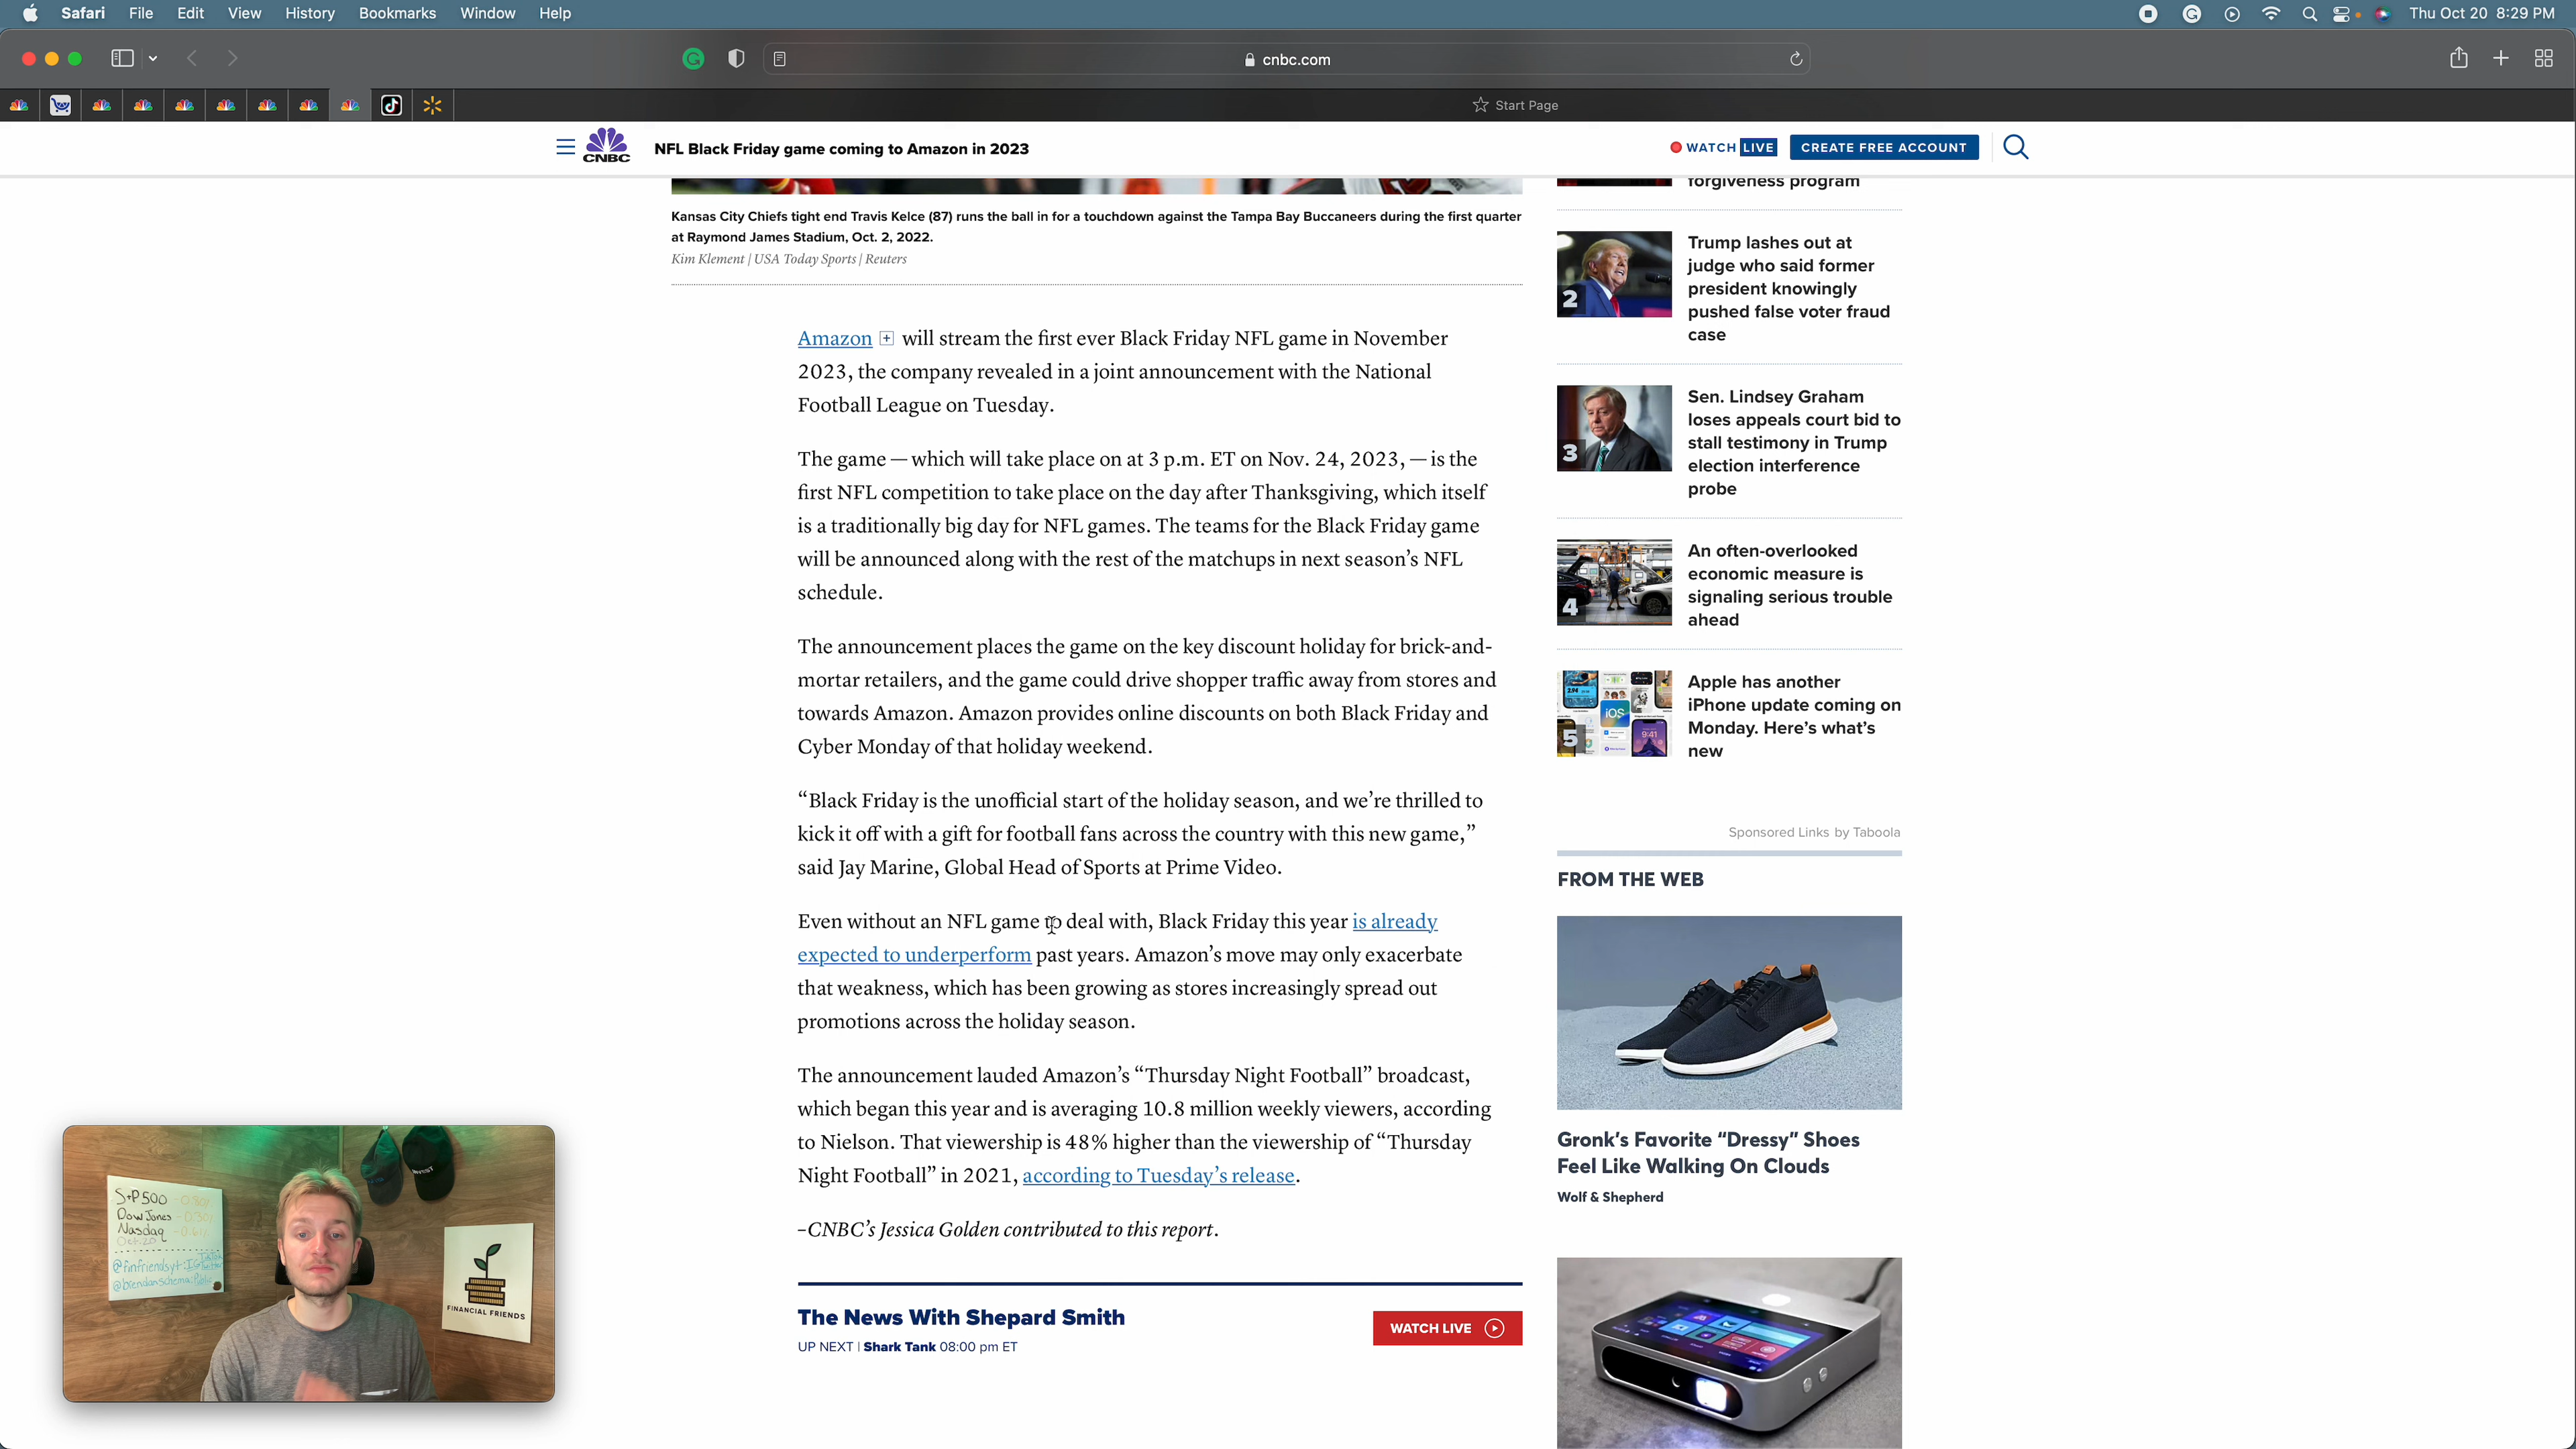 Safari File Edit View History Bookmarks Window Help
Thu Oct 20 8:29 PM
cnbc.com
Start Page
CNBC
NFL Black Friday game coming to Amazon in 2023
WATCH LIVE
CREATE FREE ACCOUNT
Kansas City Chiefs tight end Travis Kelce (87) runs the ball in for a touchdown against the Tampa Bay Buccaneers during the first quarter
at Raymond James Stadium, Oct. 2, 2022.
Kim Klement | USA Today Sports | Reuters
Amazon + will stream the first ever Black Friday NFL game in November
2023, the company revealed in a joint announcement with the National
Football League on Tuesday.
The game — which will take place on at 3 p.m. ET on Nov. 24, 2023, — is the
first NFL competition to take place on the day after Thanksgiving, which itself
is a traditionally big day for NFL games. The teams for the Black Friday game
will be announced along with the rest of the matchups in next season’s NFL
schedule.
The announcement places the game on the key discount holiday for brick-and-
mortar retailers, and the game could drive shopper traffic away from stores and
towards Amazon. Amazon provides online discounts on both Black Friday and
Cyber Monday of that holiday weekend.
“Black Friday is the unofficial start of the holiday season, and we’re thrilled to
kick it off with a gift for football fans across the country with this new game,”
said Jay Marine, Global Head of Sports at Prime Video.
Even without an NFL game to deal with, Black Friday this year is already
expected to underperform past years. Amazon’s move may only exacerbate
that weakness, which has been growing as stores increasingly spread out
promotions across the holiday season.
The announcement lauded Amazon’s “Thursday Night Football” broadcast,
which began this year and is averaging 10.8 million weekly viewers, according
to Nielson. That viewership is 48% higher than the viewership of “Thursday
Night Football” in 2021, according to Tuesday’s release.
–CNBC’s Jessica Golden contributed to this report.
The News With Shepard Smith
UP NEXT | Shark Tank 08:00 pm ET
WATCH LIVE
forgiveness program
2
Trump lashes out at
judge who said former
president knowingly
pushed false voter fraud
case
3
Sen. Lindsey Graham
loses appeals court bid to
stall testimony in Trump
election interference
probe
4
An often-overlooked
economic measure is
signaling serious trouble
ahead
5
iOS
9:41
Apple has another
iPhone update coming on
Monday. Here’s what’s
new
Sponsored Links by Taboola
FROM THE WEB
Gronk’s Favorite “Dressy” Shoes
Feel Like Walking On Clouds
Wolf & Shepherd
S+P 500
Dow Jones
Nasdaq
Oct. 20
FINANCIAL FRIENDS